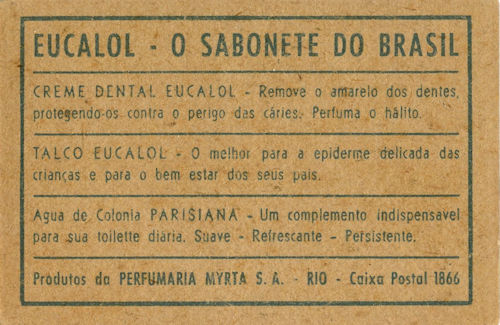 EUCALOL - O SABONETE DO BRASIL
CREME DENTAL EUCALOL - Remove o amarelo dos dentes,
protegendo-os contra o perigo das cáries. Perfuma o hálito.
TALCO EUCALOL - O melhor para a epiderme delicada das
crianças e para o bem estar dos seus pais.
Agua de Colonia PARISIANA - Um complemento indispensavel
para sua toilette diária. Suave - Refrescante - Persistente.
Produtos da PERFUMARIA MYRTA S. A. - RIO - Caixa Postal 1866